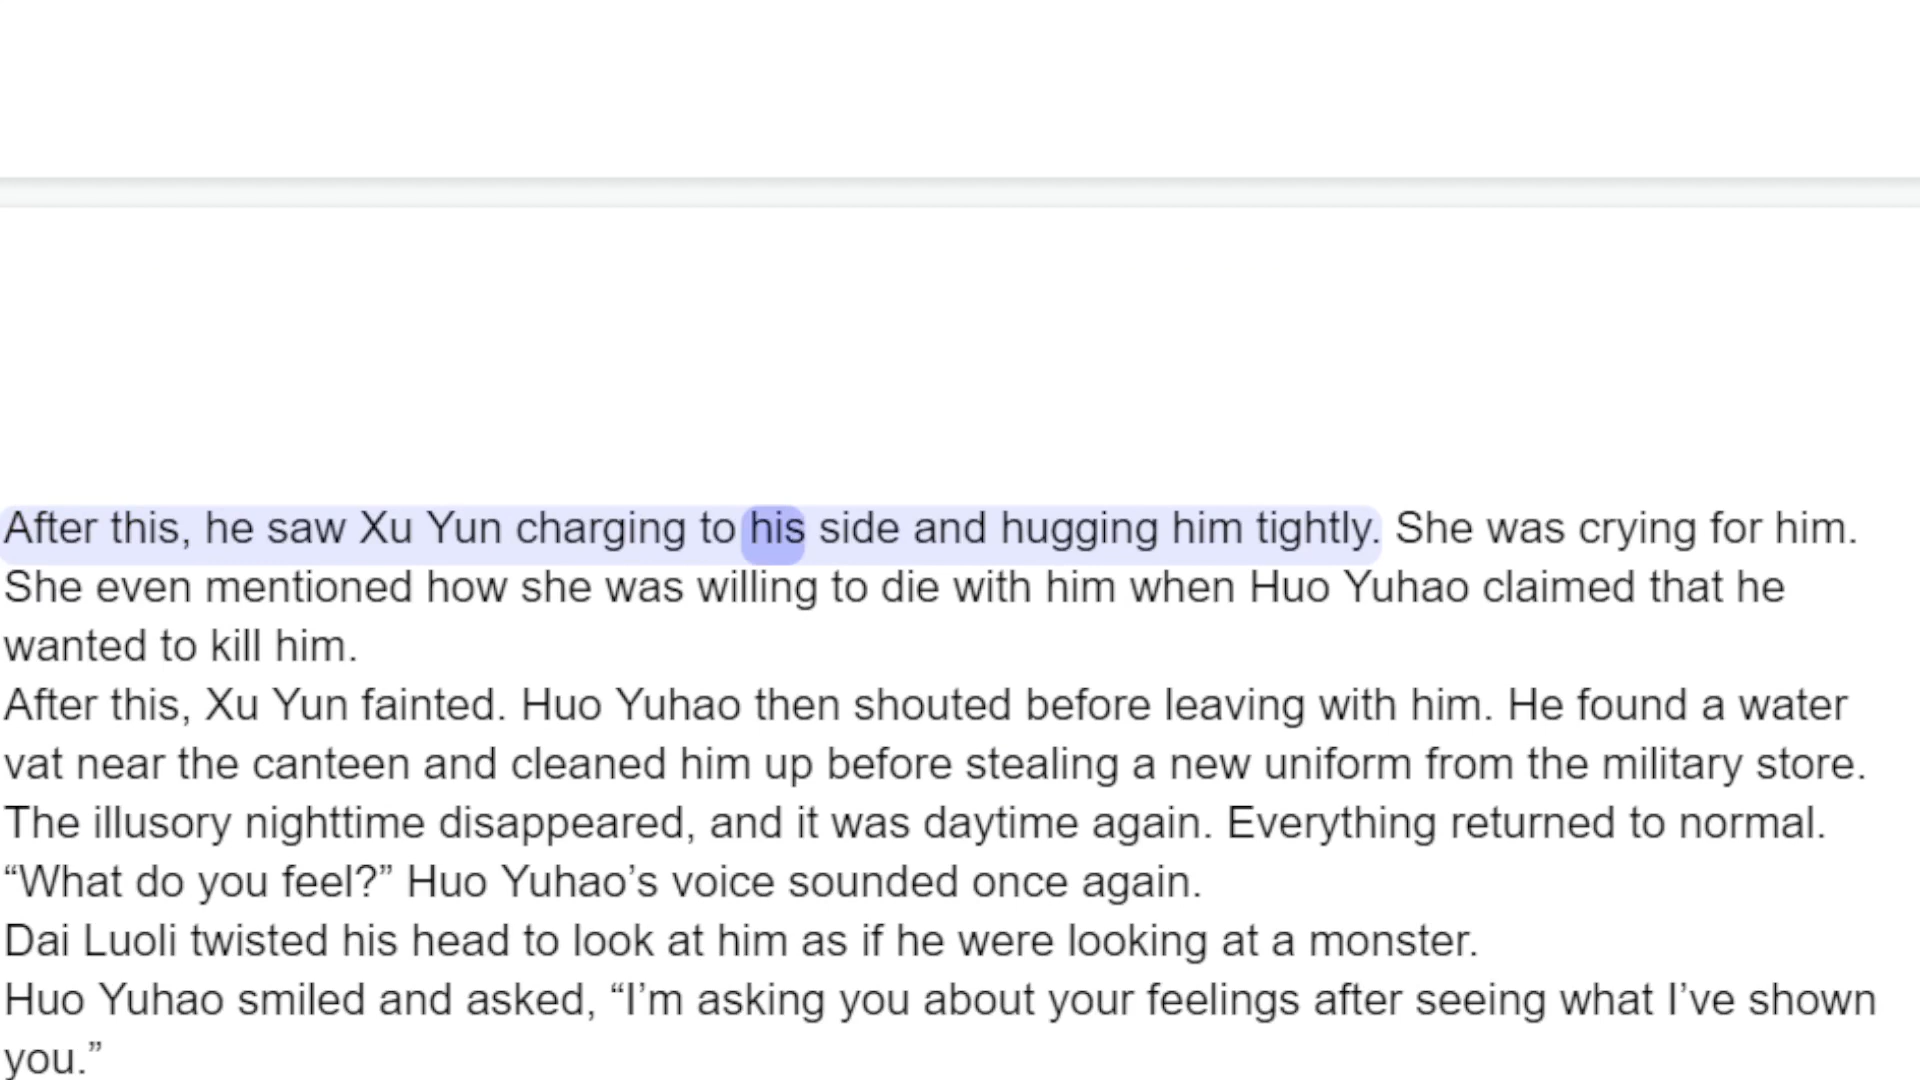 After this, he saw Xu Yun charging to his side and hugging him tightly. She was crying for him.
She even mentioned how she was willing to die with him when Huo Yuhao claimed that he
wanted to kill him.
After this, Xu Yun fainted. Huo Yuhao then shouted before leaving with him. He found a water
vat near the canteen and cleaned him up before stealing a new uniform from the military store.
The illusory nighttime disappeared, and it was daytime again. Everything returned to normal.
“What do you feel?” Huo Yuhao’s voice sounded once again.
Dai Luoli twisted his head to look at him as if he were looking at a monster.
Huo Yuhao smiled and asked, “I’m asking you about your feelings after seeing what I’ve shown
you.”